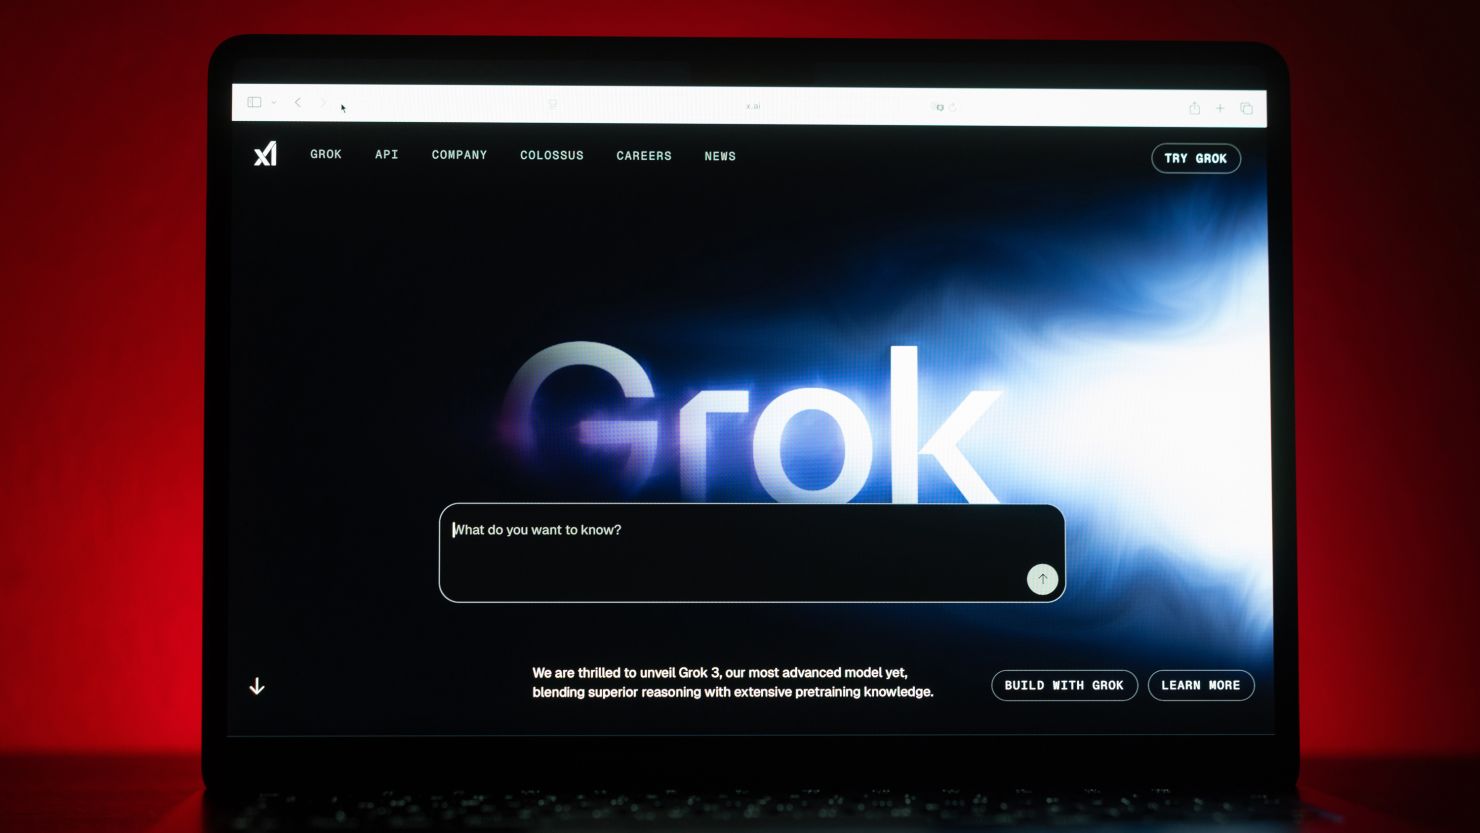 x.ai
xI
GROK
API
COMPANY
COLOSSUS
CAREERS
NEWS
TRY GROK
Grok
What do you want to know?
We are thrilled to unveil Grok 3, our most advanced model yet,
blending superior reasoning with extensive pretraining knowledge.
BUILD WITH GROK
LEARN MORE